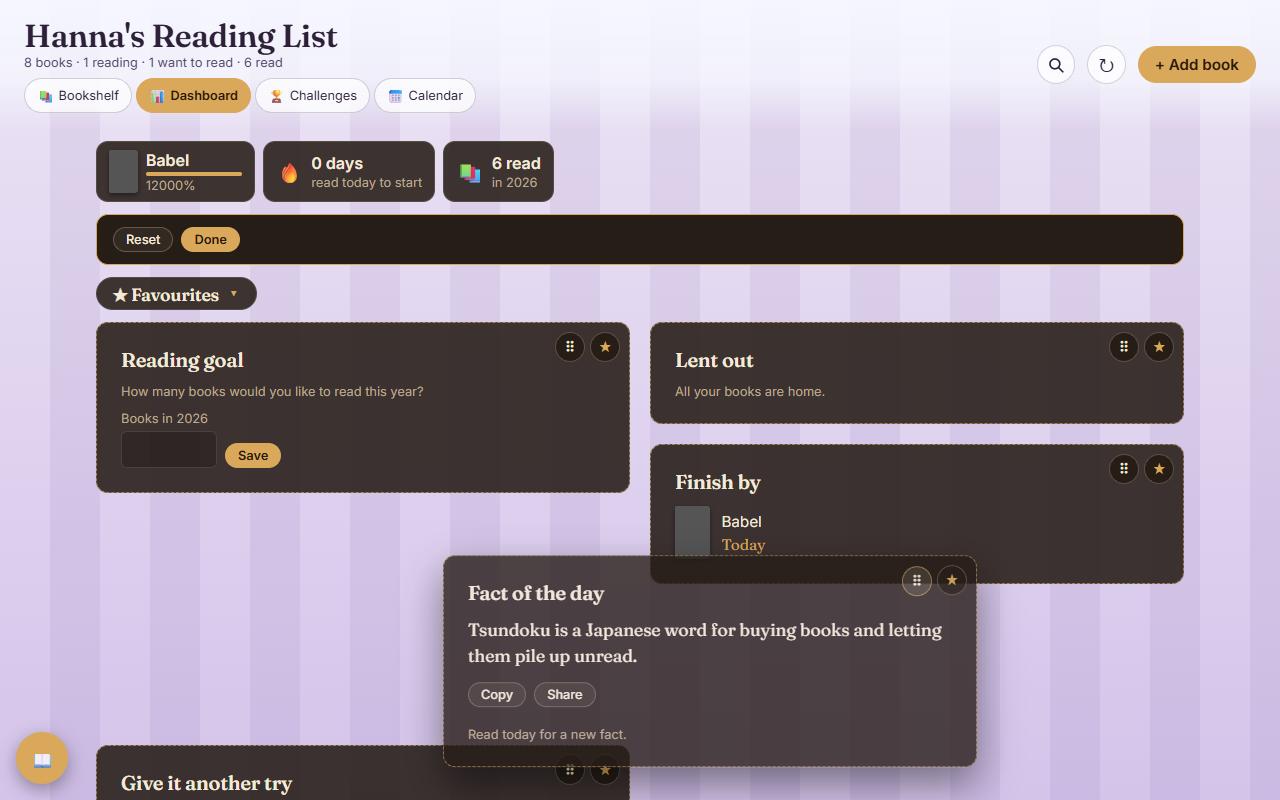 Hanna's Reading List
8 books · 1 reading · 1 want to read · 6 read
Bookshelf
Dashboard
Challenges
Calendar
+ Add book
Babel
12000%
0 days
read today to start
6 read
in 2026
Reset
Done
★ Favourites ▼
Reading goal
How many books would you like to read this year?
Books in 2026
Save
Lent out
All your books are home.
Finish by
Babel
Today
Fact of the day
Tsundoku is a Japanese word for buying books and letting
them pile up unread.
Copy
Share
Read today for a new fact.
Give it another try